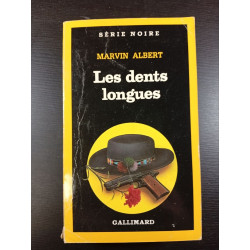 SÉRIE NOIRE
MARVIN ALBERT
Les dents
longues
GALLIMARD